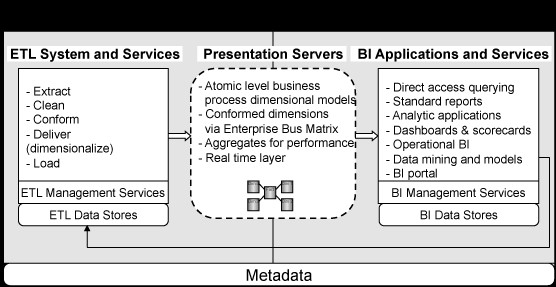 ETL System and Services
- Extract
- Clean
- Conform
- Deliver
(dimensionalize)
- Load
ETL Management Services
ETL Data Stores
Presentation Servers
- Atomic level business
process dimensional models
- Conformed dimensions
via Enterprise Bus Matrix
- Aggregates for performance
- Real time layer
BI Applications and Services
- Direct access querying
- Standard reports
- Analytic applications
- Dashboards & scorecards
- Operational BI
- Data mining and models
- BI portal
BI Management Services
BI Data Stores
Metadata